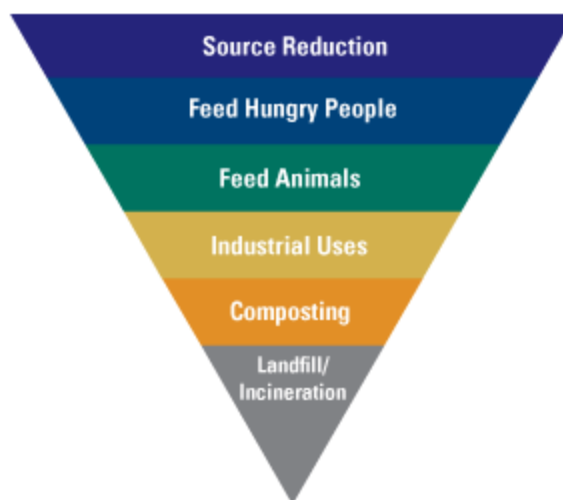 Source Reduction
Feed Hungry People
Feed Animals
Industrial Uses
Composting
Landfill/
Incineration